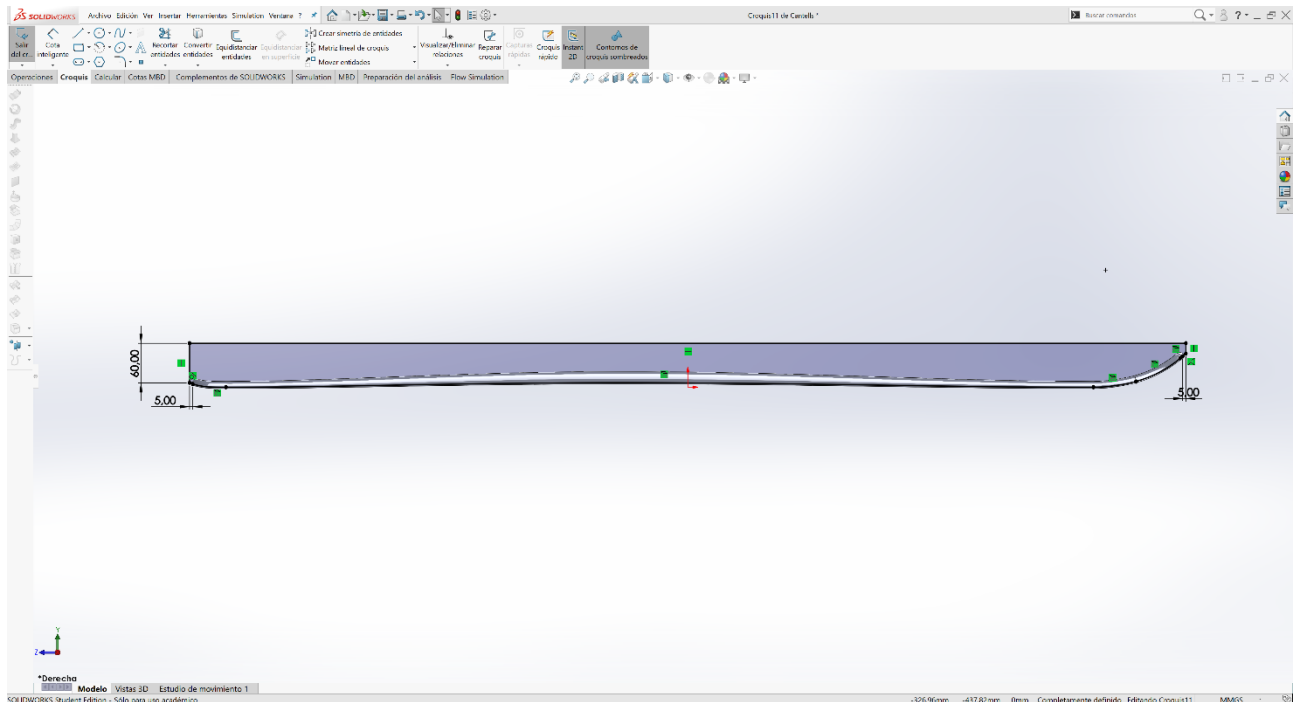 SOLIDWORKS Archivo Edición Ver Insertar Herramientas Simulation Ventana ? Croquis11 de Cantells * Buscar comandos
Salir del cr... Cota inteligente Recortar entidades Convertir entidades Equidistanciar entidades Equidistanciar en superficie Crear simetría de entidades Matriz lineal de croquis Mover entidades Visualizar/Eliminar relaciones Reparar croquis Capturas rápidas Croquis rápido Instant 2D Contornos de croquis sombreados
Operaciones Croquis Calcular Cotas MBD Complementos de SOLIDWORKS Simulation MBD Preparación del análisis Flow Simulation
60,00
5,00
5,00
Y
Z
*Derecha
Modelo Vistas 3D Estudio de movimiento 1
SOLIDWORKS Student Edition - Sólo para uso académico -326.96mm -437.82mm 0mm Completamente definido Editando Croquis11 MMGS